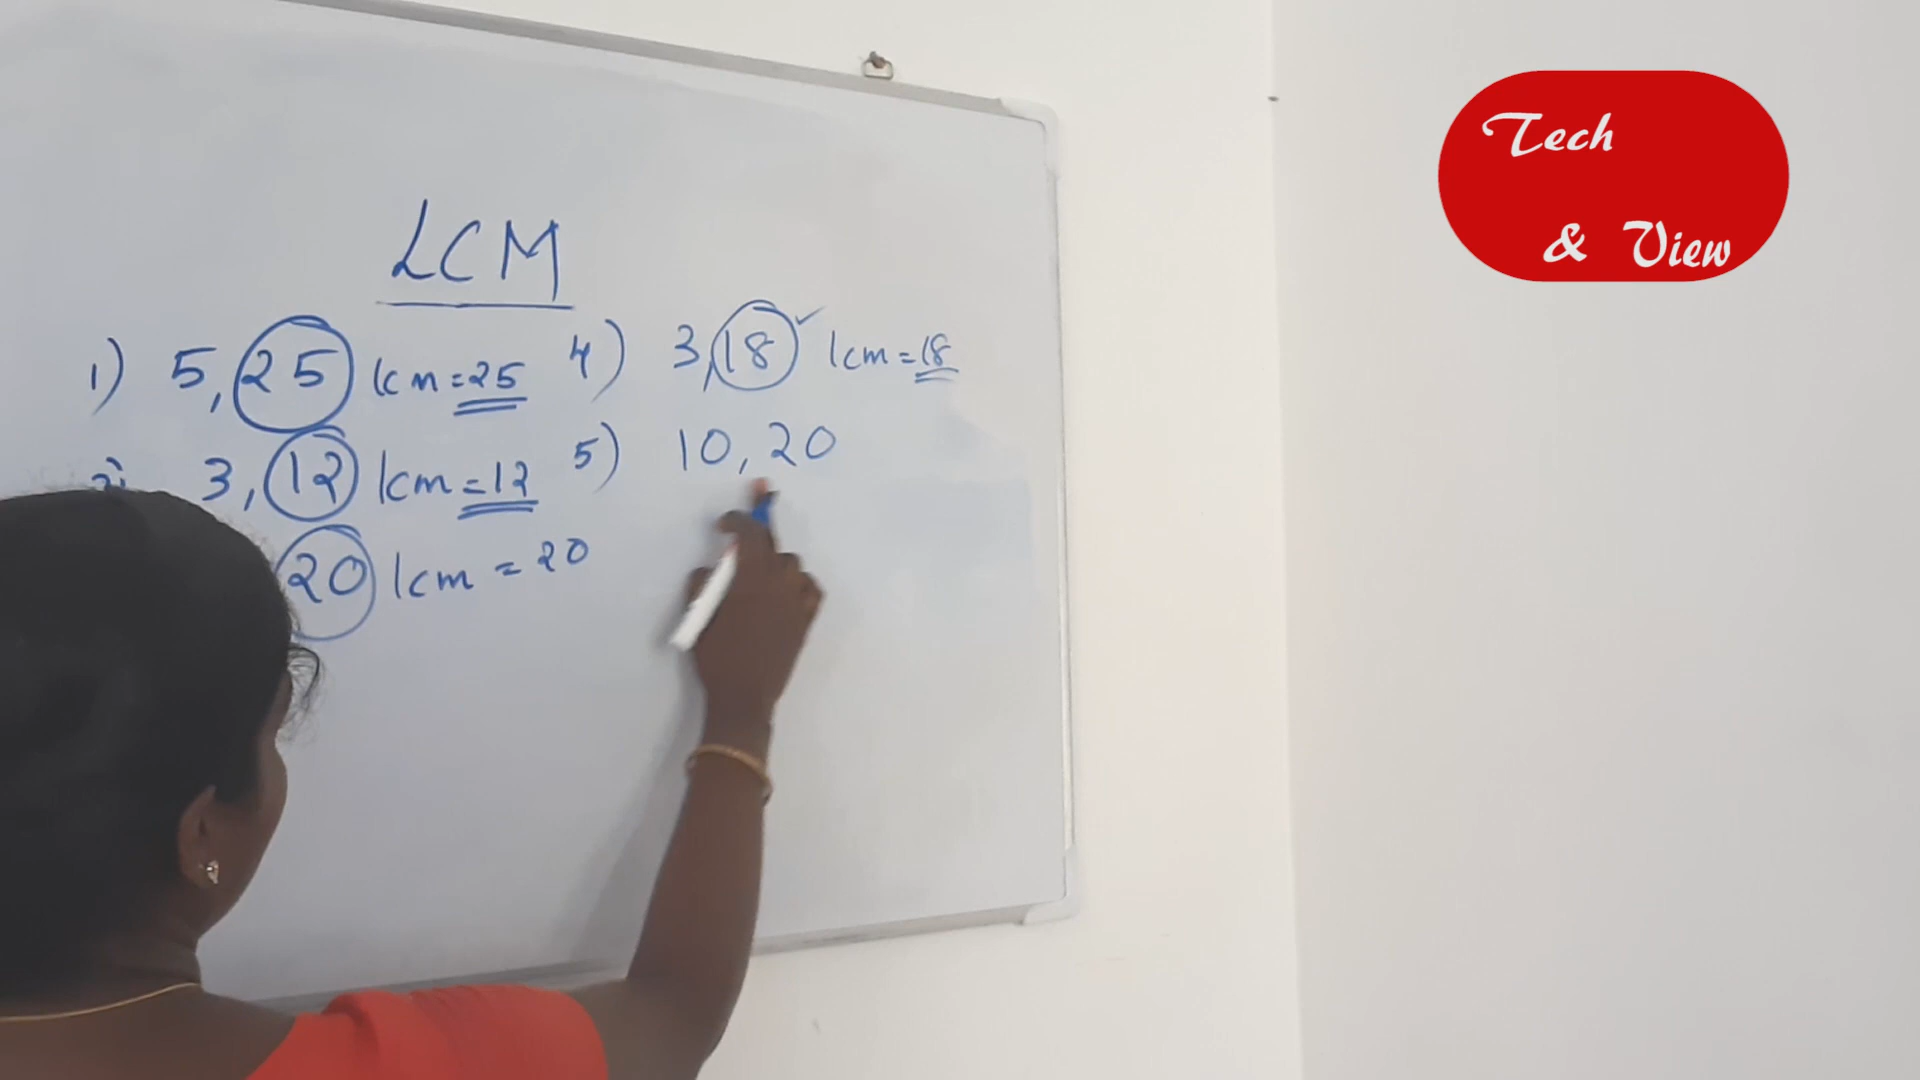 LCM
1) 5, 25 lcm = 25
3, 12 lcm = 12
20 lcm = 20
4) 3, 18 ✓ lcm = 18
5) 10, 20
Tech
& View